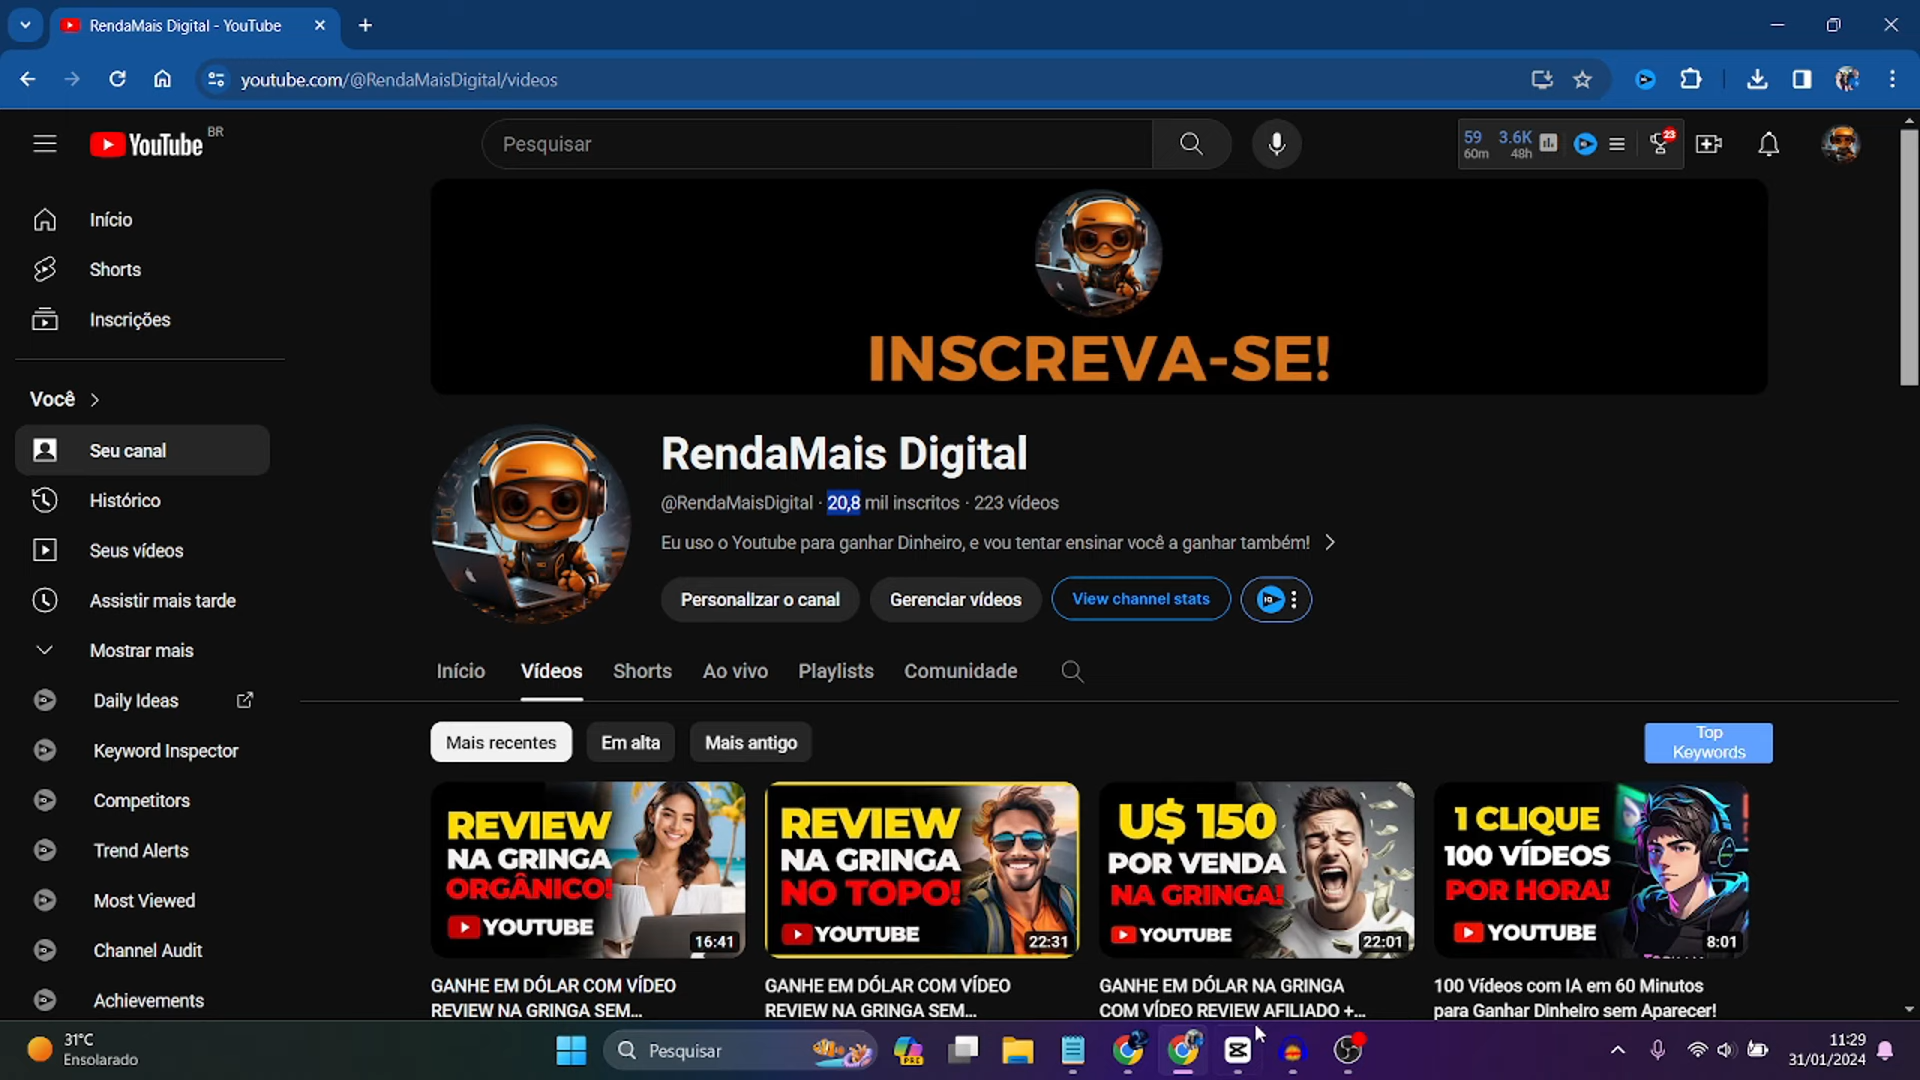 RendaMais Digital - YouTube
youtube.com/@RendaMaisDigital/videos
YouTube BR
Pesquisar
59 3.6K
60m 48h
23
Início
Shorts
Inscrições
Você
Seu canal
Histórico
Seus vídeos
Assistir mais tarde
Mostrar mais
Daily Ideas
Keyword Inspector
Competitors
Trend Alerts
Most Viewed
Channel Audit
Achievements
INSCREVA-SE!
RendaMais Digital
@RendaMaisDigital · 20,8 mil inscritos · 223 vídeos
Eu uso o Youtube para ganhar Dinheiro, e vou tentar ensinar você a ganhar também!
Personalizar o canal Gerenciar vídeos View channel stats
Início Vídeos Shorts Ao vivo Playlists Comunidade
Mais recentes Em alta Mais antigo
Top
Keywords
REVIEW
NA GRINGA
ORGÂNICO!
YOUTUBE
16:41
GANHE EM DÓLAR COM VÍDEO
REVIEW NA GRINGA SEM...
REVIEW
NA GRINGA
NO TOPO!
YOUTUBE
22:31
GANHE EM DÓLAR COM VÍDEO
REVIEW NA GRINGA SEM...
U$ 150
POR VENDA
NA GRINGA!
YOUTUBE
22:01
GANHE EM DÓLAR NA GRINGA
COM VÍDEO REVIEW AFILIADO +...
1 CLIQUE
100 VÍDEOS
POR HORA!
YOUTUBE
8:01
100 Vídeos com IA em 60 Minutos
para Ganhar Dinheiro sem Aparecer!
31°C
Ensolarado
Pesquisar
PRE
11:29
31/01/2024